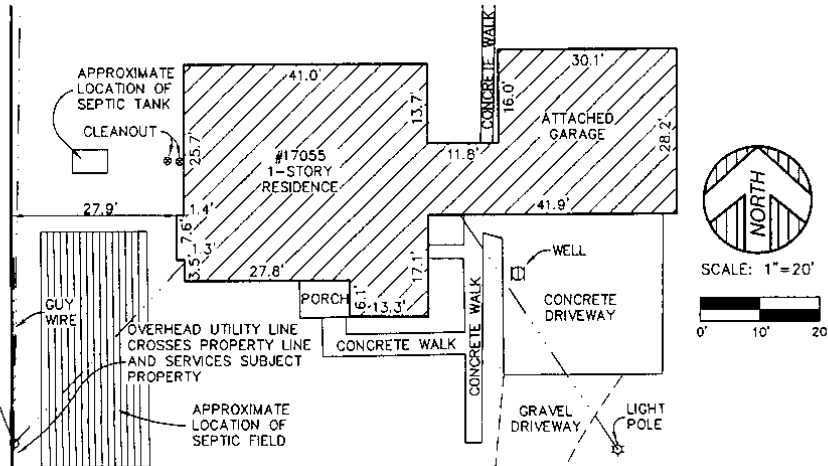 APPROXIMATE
LOCATION OF
SEPTIC TANK
CLEANOUT
41.0'
25.7'
#17055
1-STORY
RESIDENCE
13.7'
CONCRETE WALK
16.0'
30.1'
ATTACHED
GARAGE
28.2'
11.8'
41.9'
27.9'
1.4'
7.6'
1.3'
3.5'
27.8'
PORCH
6.1'
13.3'
17.1'
CONCRETE WALK
CONCRETE WALK
WELL
CONCRETE
DRIVEWAY
GUY
WIRE
OVERHEAD UTILITY LINE
CROSSES PROPERTY LINE
AND SERVICES SUBJECT
PROPERTY
APPROXIMATE
LOCATION OF
SEPTIC FIELD
GRAVEL
DRIVEWAY
LIGHT
POLE
NORTH
SCALE: 1"=20'
0' 10' 20